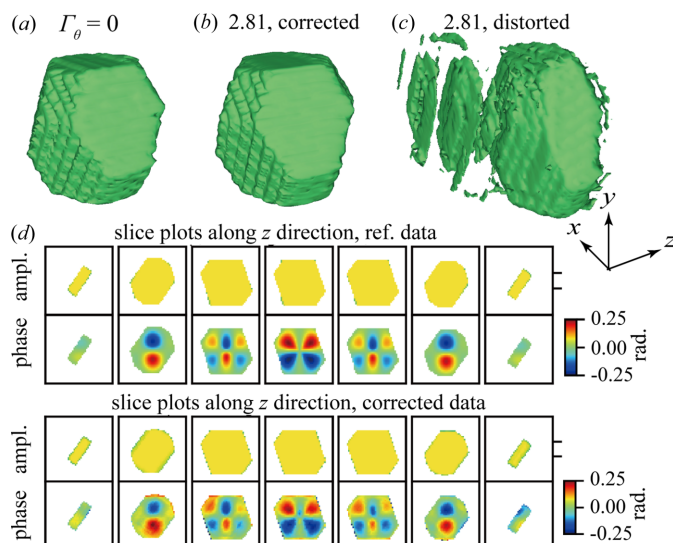 (a) Γθ = 0
(b) 2.81, corrected
(c) 2.81, distorted
y
x
z
(d) slice plots along z direction, ref. data
ampl.
phase
0.25
0.00
-0.25
rad.
slice plots along z direction, corrected data
ampl.
phase
0.25
0.00
-0.25
rad.